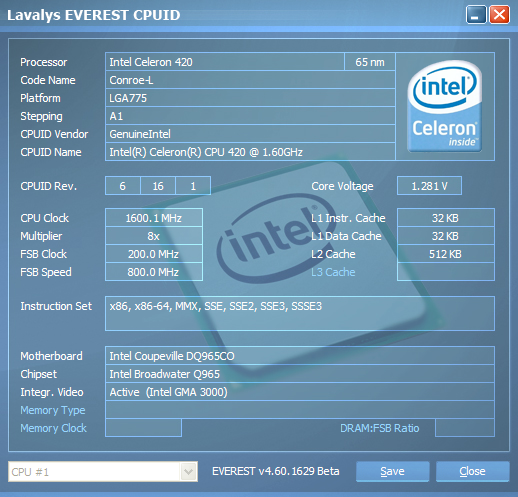 Lavalys EVEREST CPUID
Processor Intel Celeron 420 65 nm
Code Name Conroe-L
Platform LGA775
Stepping A1
CPUID Vendor GenuineIntel
CPUID Name Intel(R) Celeron(R) CPU 420 @ 1.60GHz
intel
Celeron
inside™
CPUID Rev. 6 16 1 Core Voltage 1.281 V
CPU Clock 1600.1 MHz L1 Instr. Cache 32 KB
Multiplier 8x L1 Data Cache 32 KB
FSB Clock 200.0 MHz L2 Cache 512 KB
FSB Speed 800.0 MHz L3 Cache
intel
Instruction Set x86, x86-64, MMX, SSE, SSE2, SSE3, SSSE3
Motherboard Intel Coupeville DQ965CO
Chipset Intel Broadwater Q965
Integr. Video Active (Intel GMA 3000)
Memory Type
Memory Clock DRAM:FSB Ratio
CPU #1 EVEREST v4.60.1629 Beta Save Close